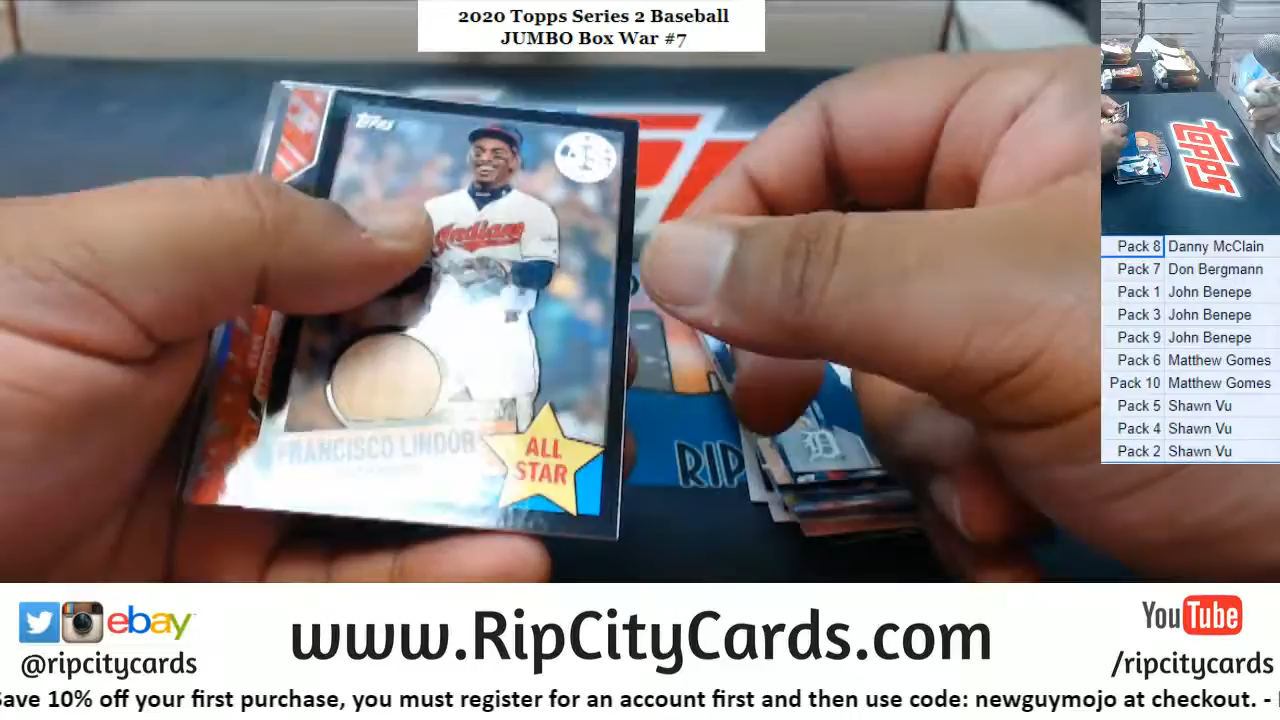 2020 Topps Series 2 Baseball
JUMBO Box War #7
Topps
Indians
FRANCISCO LINDOR
ALL
STAR
D
RIP
topps
Pack 8 Danny McClain
Pack 7 Don Bergmann
Pack 1 John Benepe
Pack 3 John Benepe
Pack 9 John Benepe
Pack 6 Matthew Gomes
Pack 10 Matthew Gomes
Pack 5 Shawn Vu
Pack 4 Shawn Vu
Pack 2 Shawn Vu
ebay
@ripcitycards
www.RipCityCards.com
YouTube
/ripcitycards
Save 10% off your first purchase, you must register for an account first and then use code: newguymojo at checkout. -